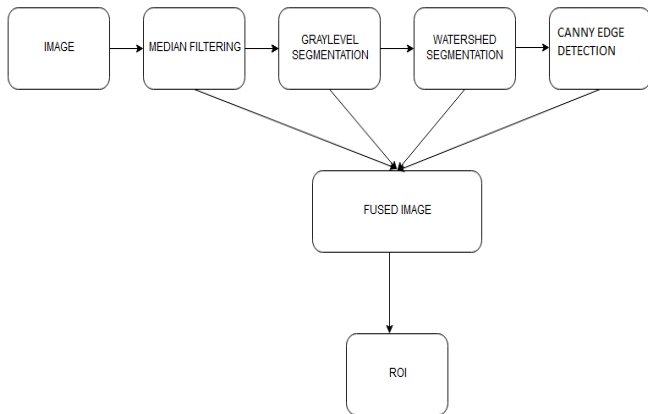 IMAGE
MEDIAN FILTERING
GRAYLEVEL
SEGMENTATION
WATERSHED
SEGMENTATION
CANNY EDGE
DETECTION
FUSED IMAGE
ROI